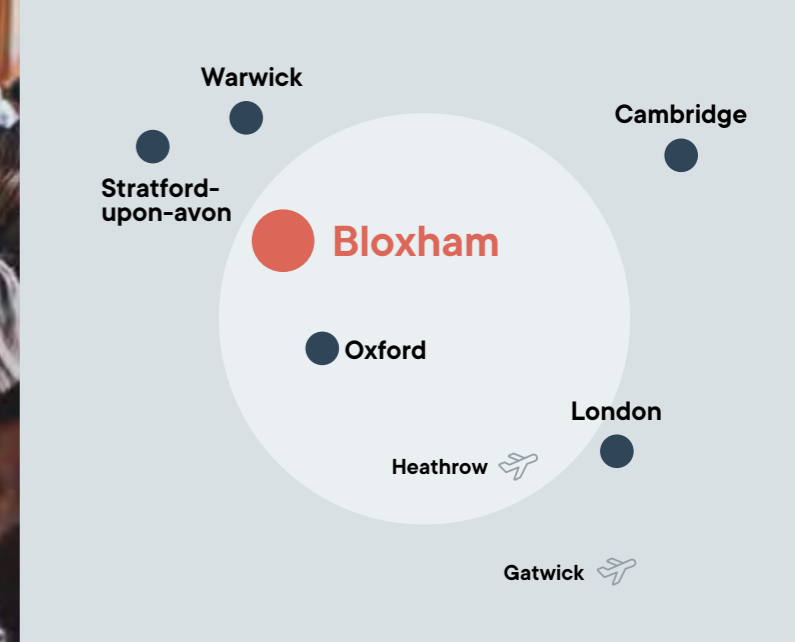 Warwick
Cambridge
Stratford-
upon-avon
Bloxham
Oxford
London
Heathrow
Gatwick